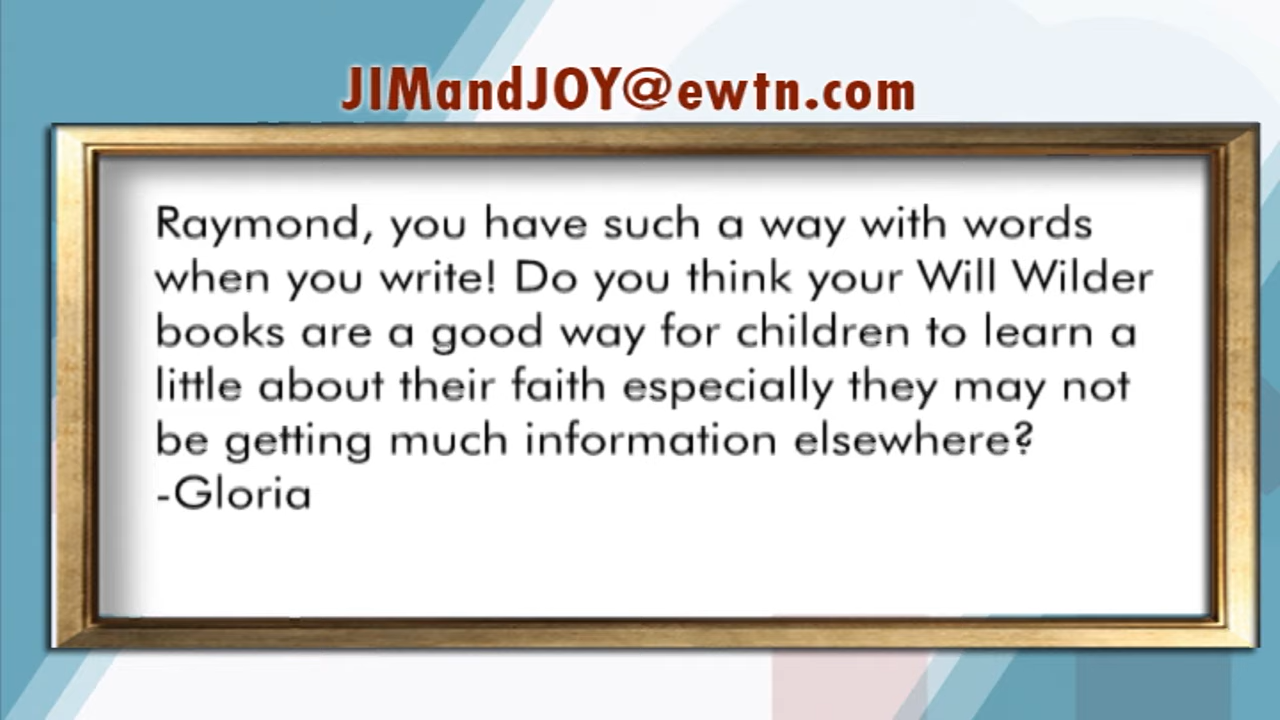 JIMandJOY@ewtn.com
Raymond, you have such a way with words
when you write! Do you think your Will Wilder
books are a good way for children to learn a
little about their faith especially they may not
be getting much information elsewhere?
-Gloria